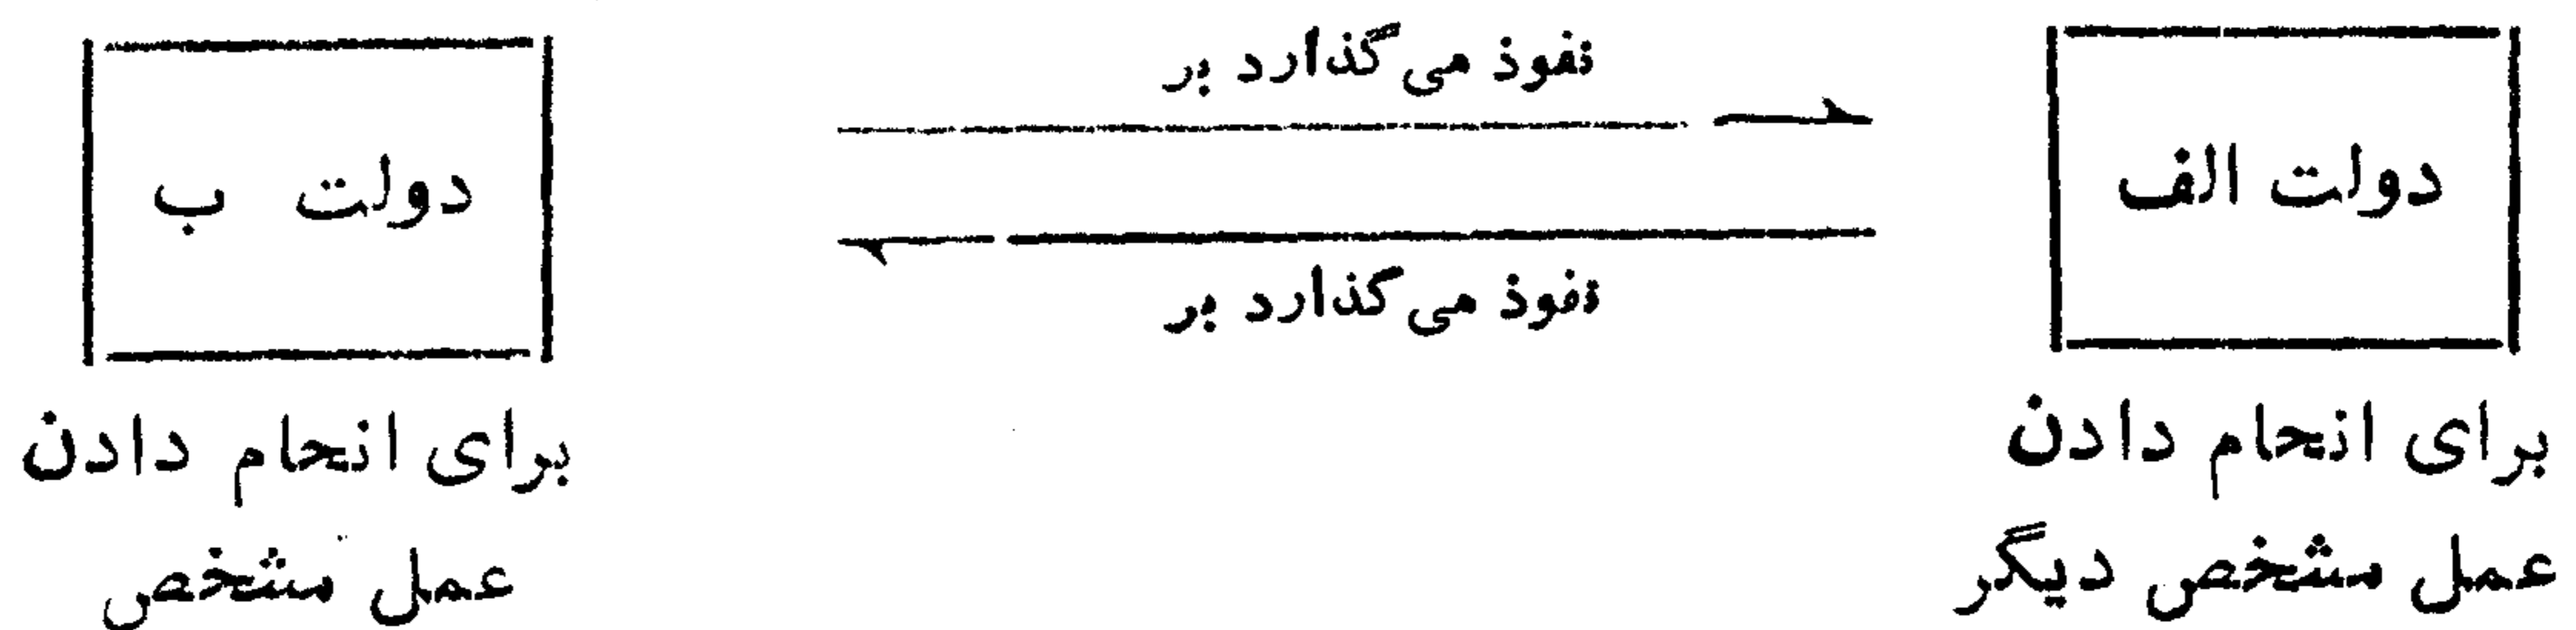 نفوذ می‌گذارد بر
دولت الف
دولت ب
نفوذ می‌گذارد بر
برای انجام دادن
عمل مشخص دیگر
برای انجام دادن
عمل مشخص